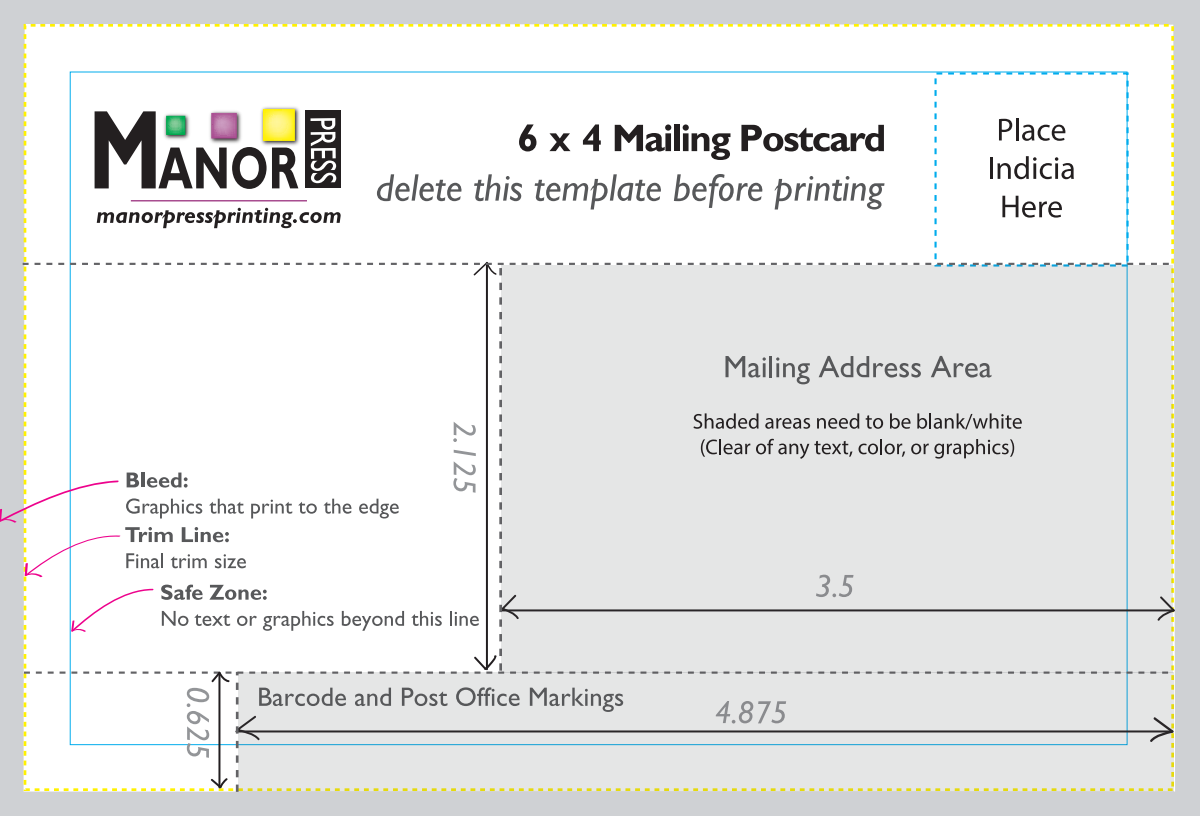 MANOR PRESS
manorpressprinting.com
6 x 4 Mailing Postcard
delete this template before printing
Place
Indicia
Here
Mailing Address Area
Shaded areas need to be blank/white
(Clear of any text, color, or graphics)
2.125
Bleed:
Graphics that print to the edge
Trim Line:
Final trim size
Safe Zone:
No text or graphics beyond this line
3.5
Barcode and Post Office Markings
4.875
0.625